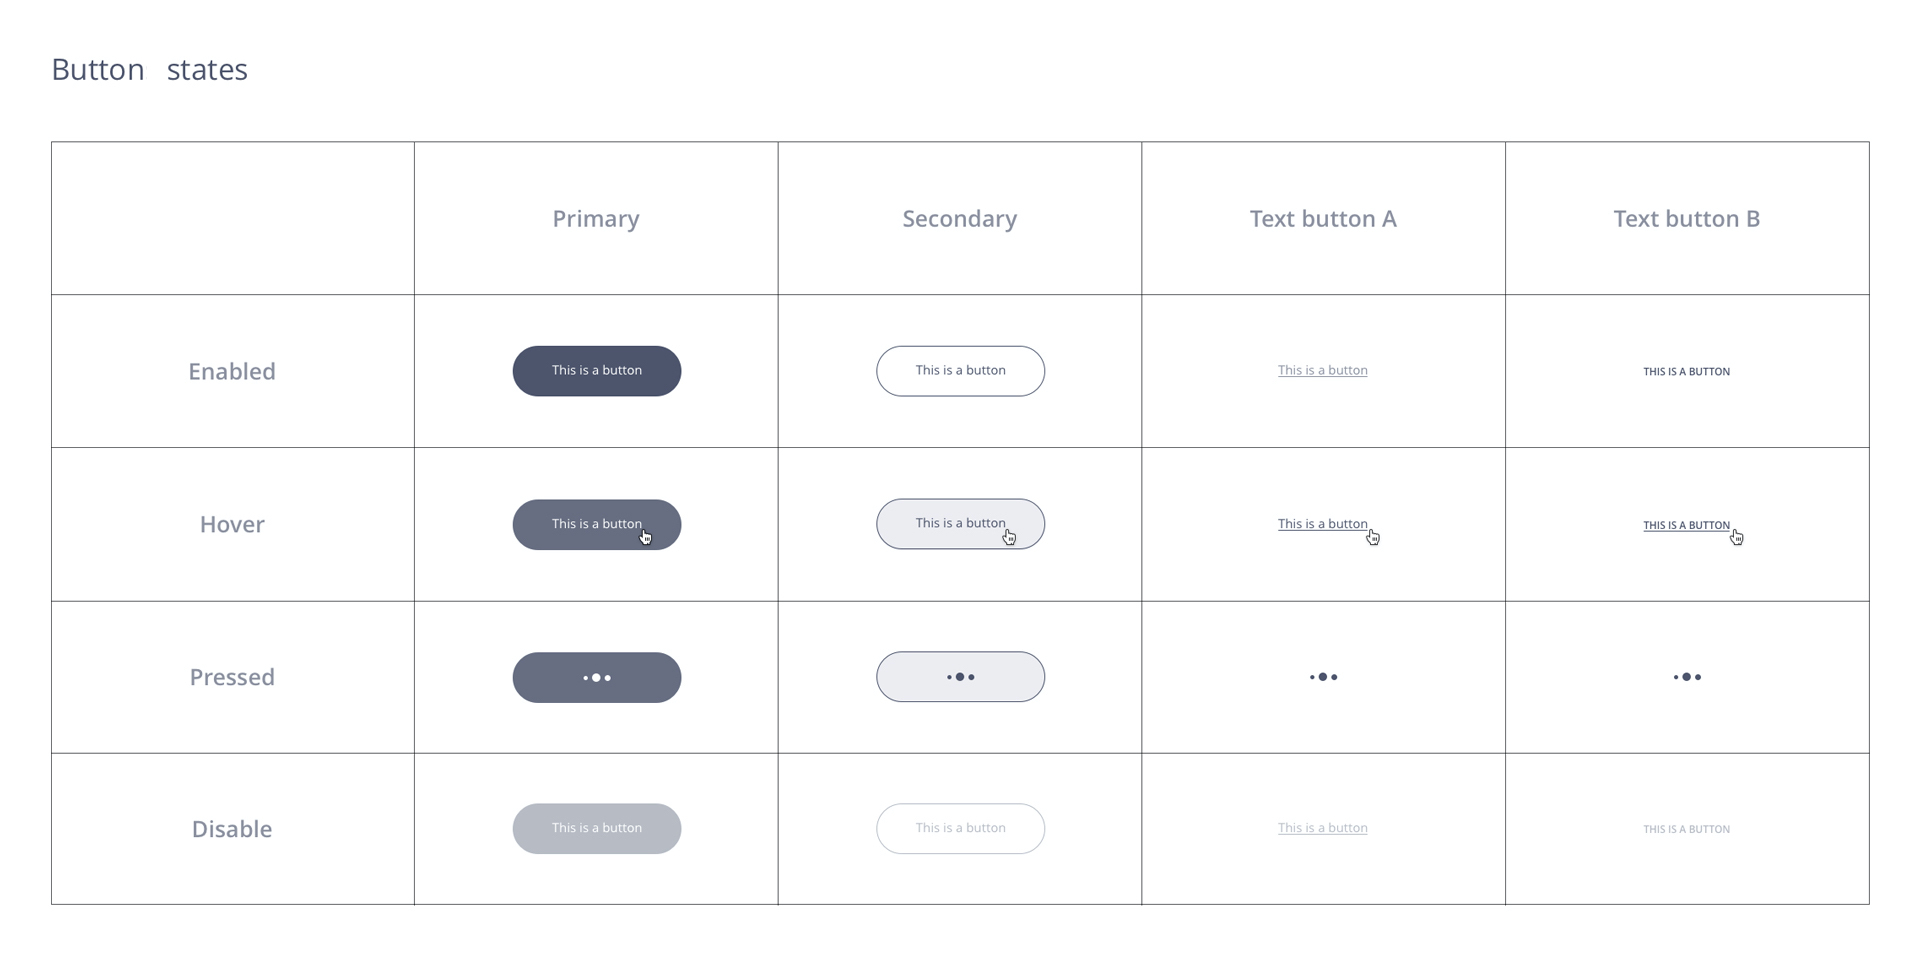 Button states
Primary
Secondary
Text button A
Text button B
Enabled
This is a button
This is a button
This is a button
THIS IS A BUTTON
Hover
This is a button
This is a button
This is a button
THIS IS A BUTTON
Pressed
Disable
This is a button
This is a button
This is a button
THIS IS A BUTTON